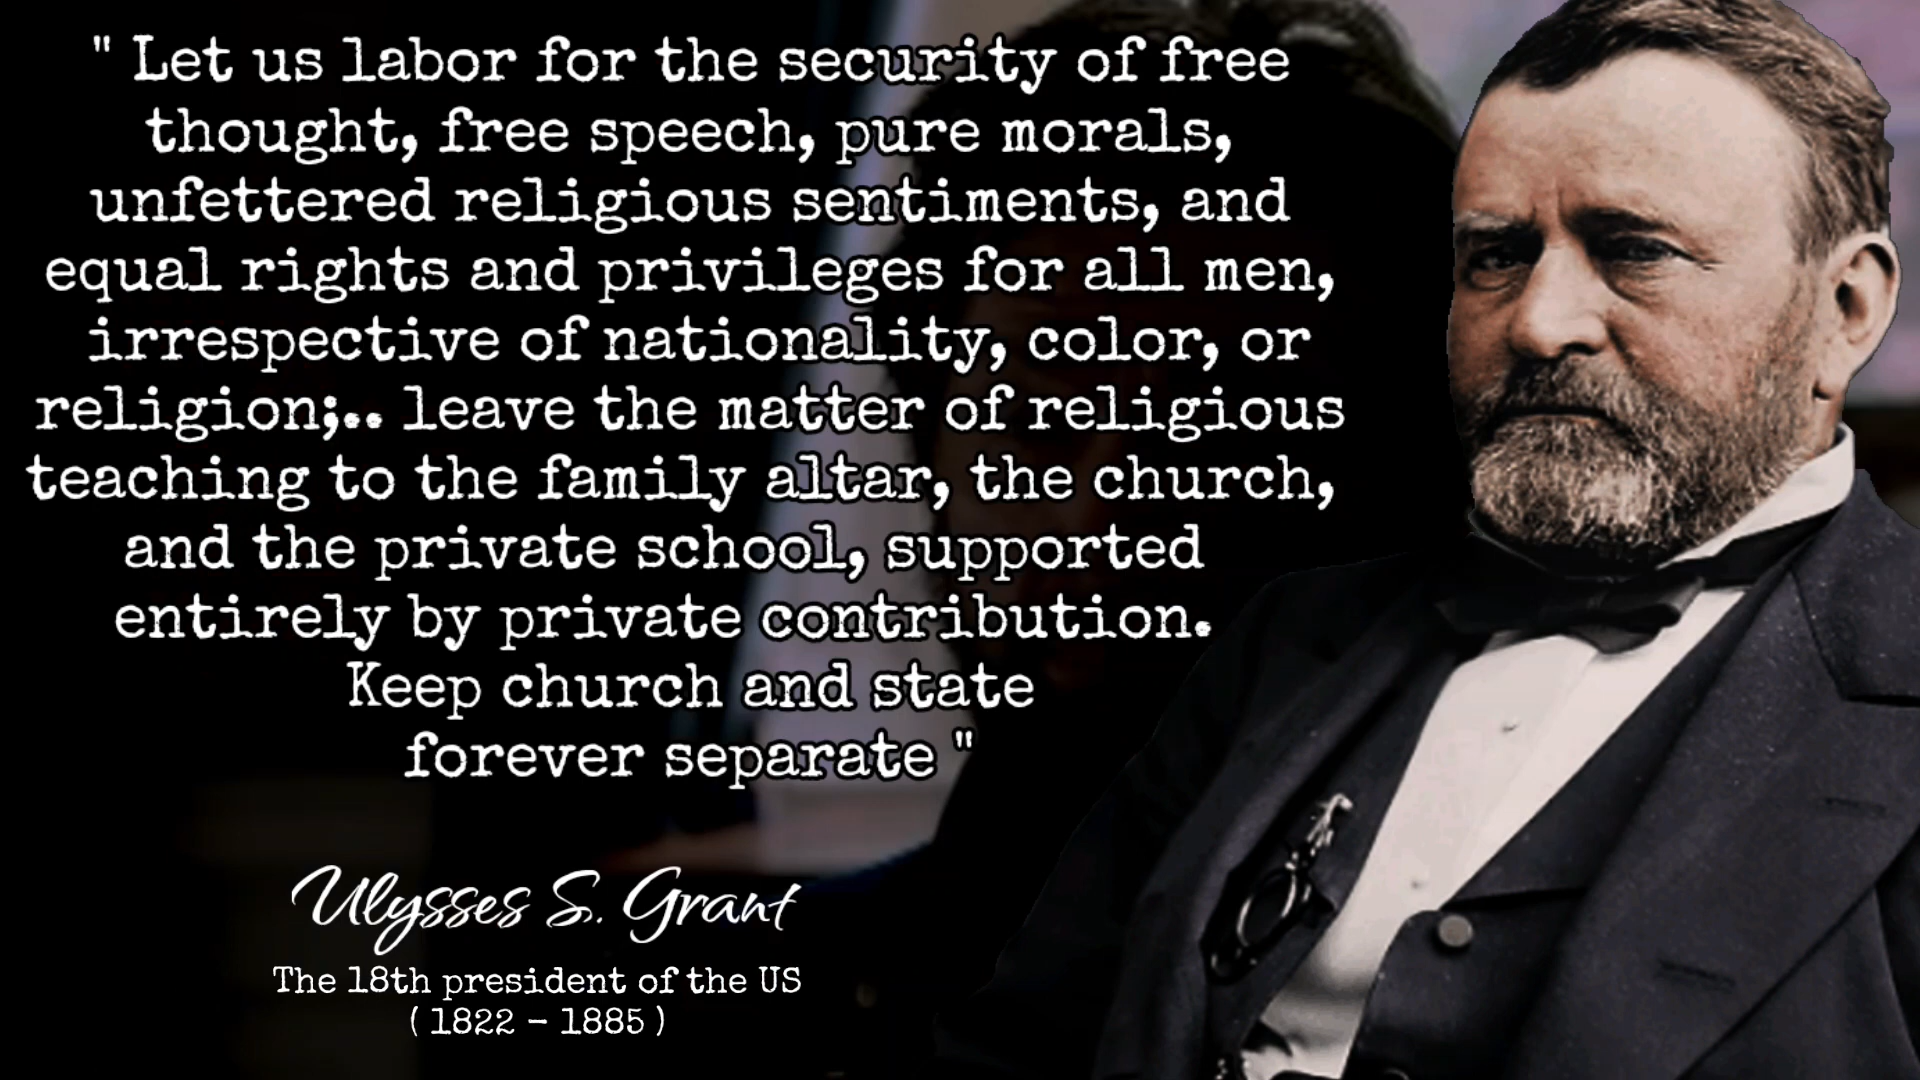 " Let us labor for the security of free
thought, free speech, pure morals,
unfettered religious sentiments, and
equal rights and privileges for all men,
irrespective of nationality, color, or
religion;.. leave the matter of religious
teaching to the family altar, the church,
and the private school, supported
entirely by private contribution.
Keep church and state
forever separate "
Ulysses S. Grant
The 18th president of the US
( 1822 - 1885 )